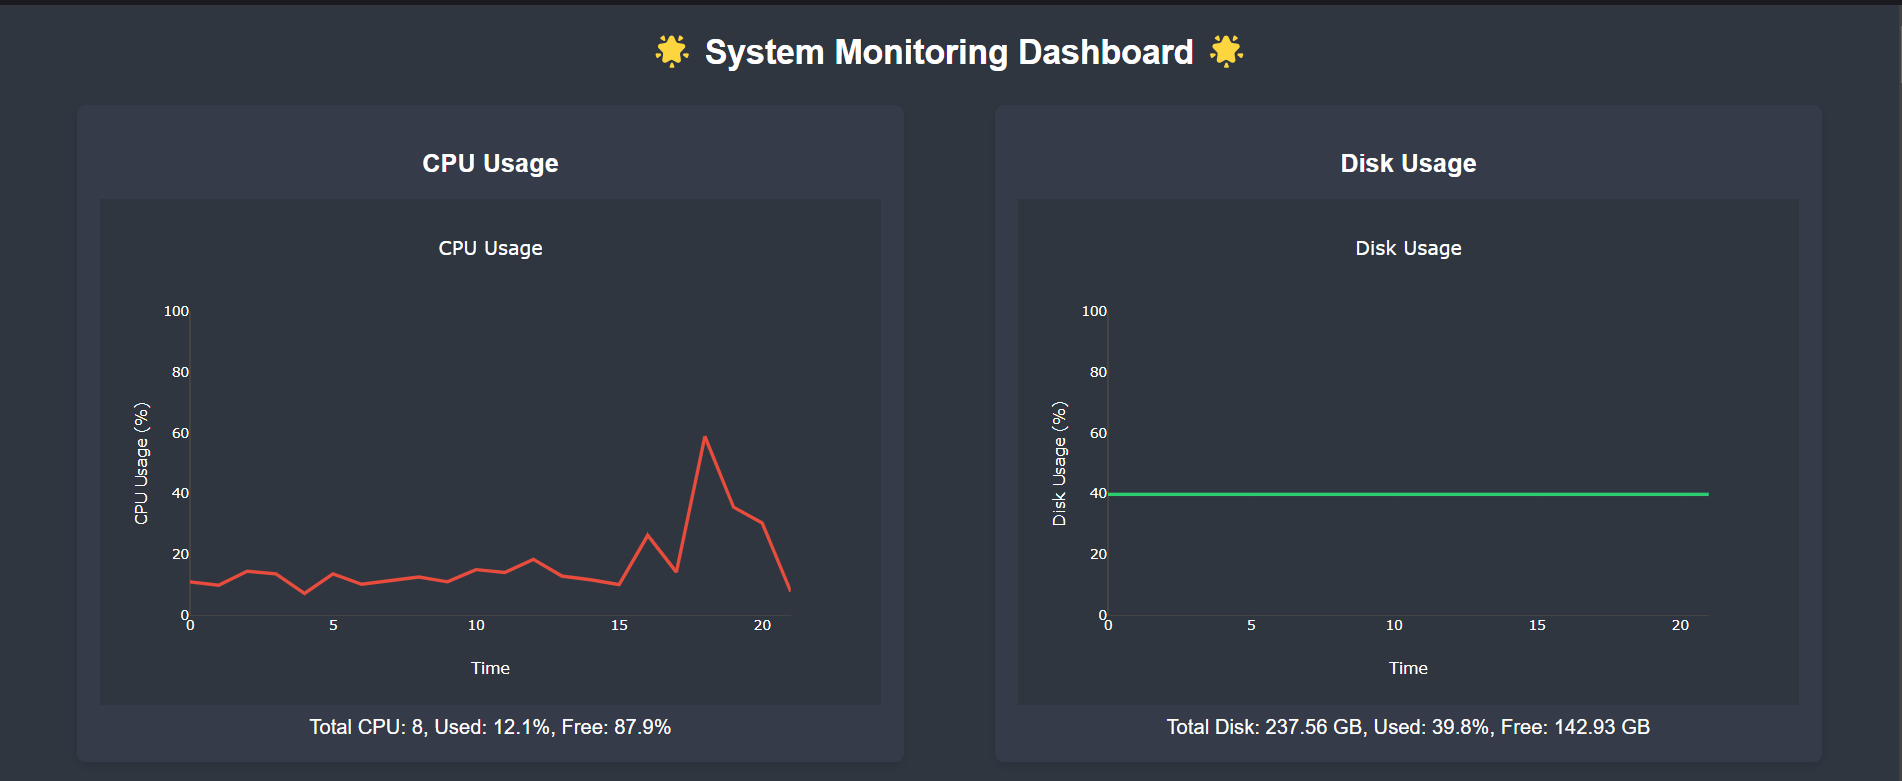 🌟 System Monitoring Dashboard 🌟
CPU Usage
CPU Usage
100
80
60
40
20
0
CPU Usage (%)
0 5 10 15 20
Time
Total CPU: 8, Used: 12.1%, Free: 87.9%
Disk Usage
Disk Usage
100
80
60
40
20
0
Disk Usage (%)
0 5 10 15 20
Time
Total Disk: 237.56 GB, Used: 39.8%, Free: 142.93 GB